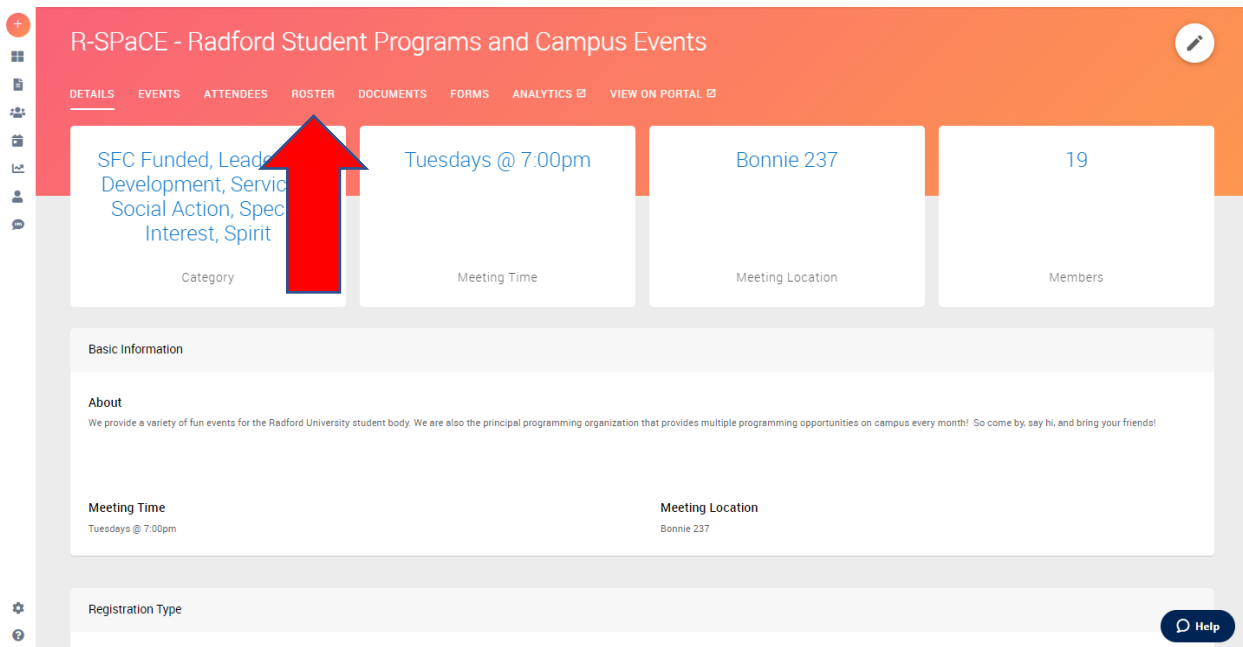 R-SPaCE - Radford Student Programs and Campus Events
DETAILS EVENTS ATTENDEES ROSTER DOCUMENTS FORMS ANALYTICS VIEW ON PORTAL
SFC Funded,
Development,
Social Action,
Interest, Spirit
Category
Tuesdays @ 7:00pm
Meeting Time
Bonnie 237
Meeting Location
19
Members
Basic Information
About
We provide a variety of fun events for the Radford University student body. We are also the principal programming organization that provides multiple programming opportunities on campus every month! So come by, say hi, and bring your friends!
Meeting Time
Tuesdays @ 7:00pm
Meeting Location
Bonnie 237
Registration Type
Help